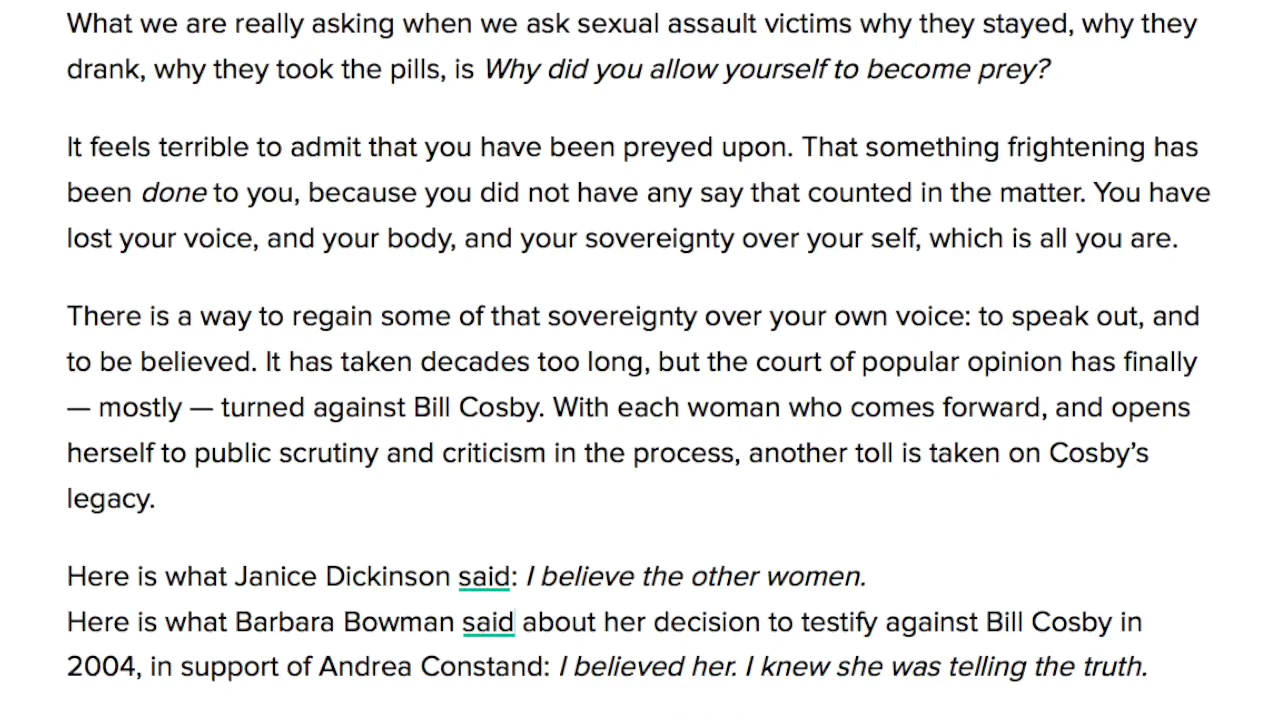 What we are really asking when we ask sexual assault victims why they stayed, why they
drank, why they took the pills, is Why did you allow yourself to become prey?
It feels terrible to admit that you have been preyed upon. That something frightening has
been done to you, because you did not have any say that counted in the matter. You have
lost your voice, and your body, and your sovereignty over your self, which is all you are.
There is a way to regain some of that sovereignty over your own voice: to speak out, and
to be believed. It has taken decades too long, but the court of popular opinion has finally
— mostly — turned against Bill Cosby. With each woman who comes forward, and opens
herself to public scrutiny and criticism in the process, another toll is taken on Cosby’s
legacy.
Here is what Janice Dickinson said: I believe the other women.
Here is what Barbara Bowman said about her decision to testify against Bill Cosby in
2004, in support of Andrea Constand: I believed her. I knew she was telling the truth.